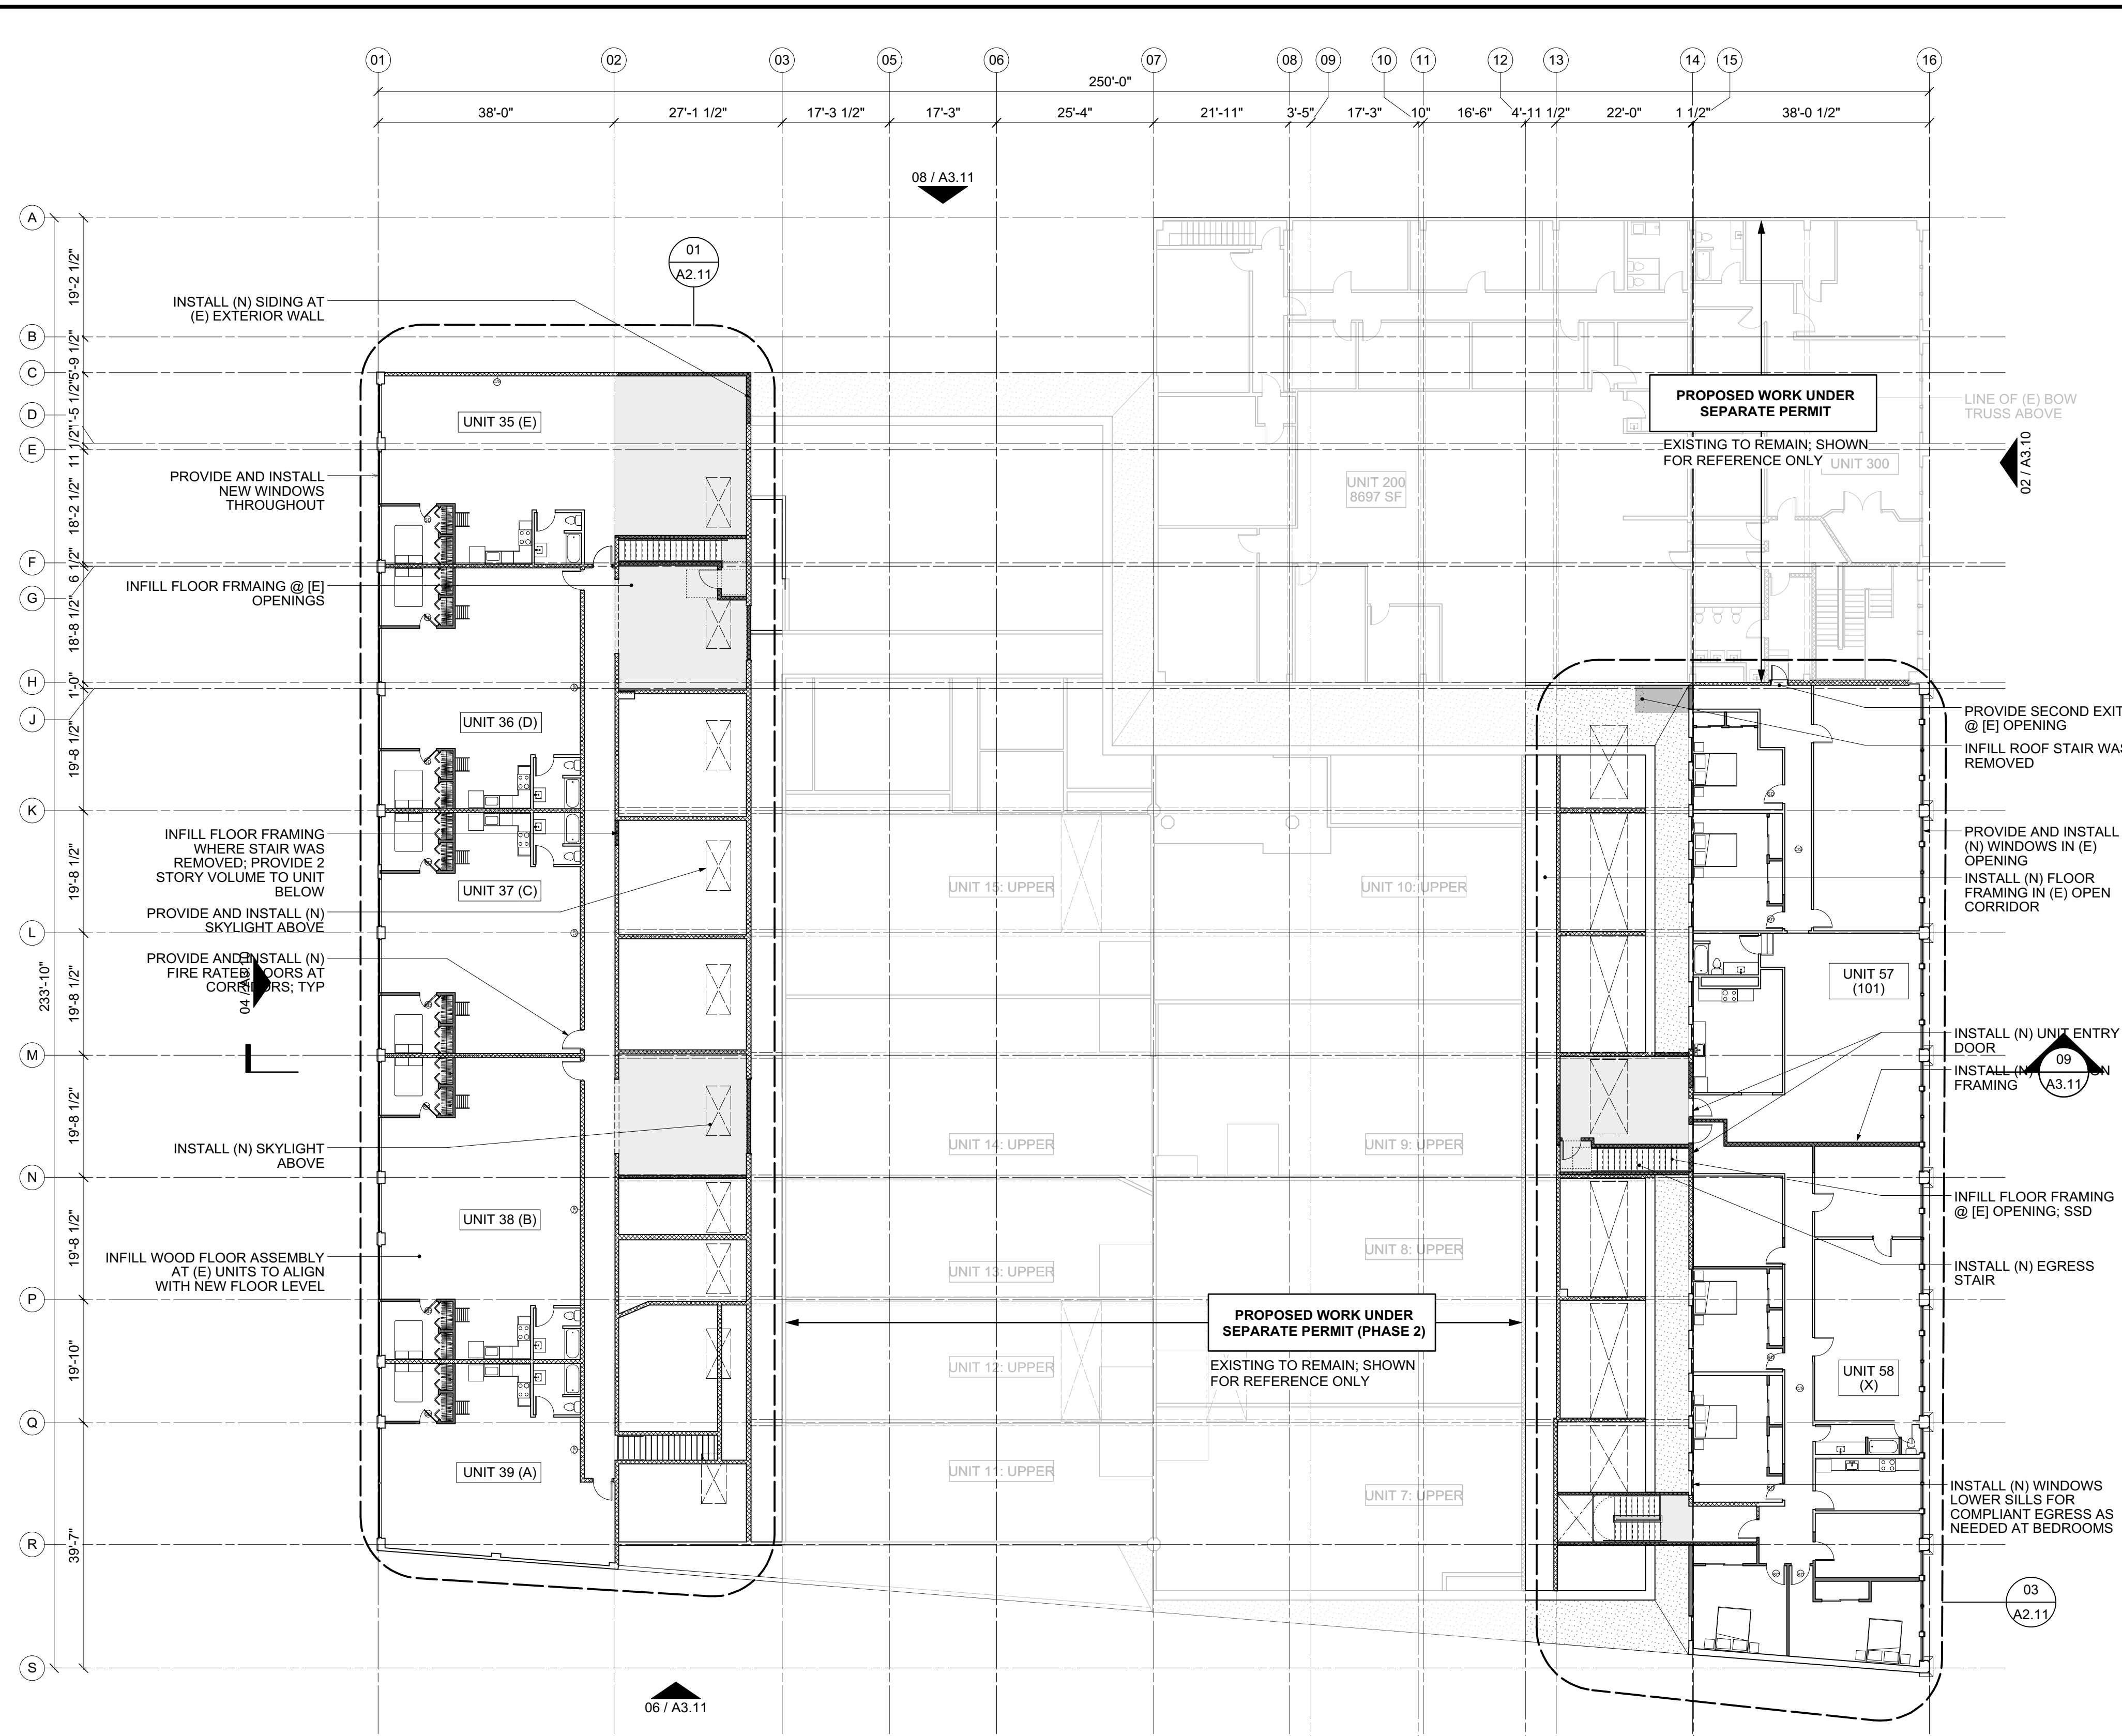 01
02
03
05
06
07
08
09
10
11
12
13
14
15
16
250'-0"
38'-0"
27'-1 1/2"
17'-3 1/2"
17'-3"
25'-4"
21'-11"
3'-5"
17'-3"
10"
16'-6"
4'-11 1/2"
22'-0"
1 1/2"
38'-0 1/2"
08 / A3.11
A
B
C
D
E
F
G
H
J
K
L
M
N
P
Q
R
S
233'-10"
19'-2 1/2"
5'-9 1/2"
11 1/2"
18'-2 1/2"
6 1/2"
18'-8 1/2"
1'-0"
19'-8 1/2"
19'-8 1/2"
19'-8 1/2"
19'-8 1/2"
19'-8 1/2"
19'-10"
39'-7"
01
A2.11
INSTALL (N) SIDING AT
(E) EXTERIOR WALL
PROVIDE AND INSTALL
NEW WINDOWS
THROUGHOUT
INFILL FLOOR FRMAING @ [E]
OPENINGS
INFILL FLOOR FRAMING
WHERE STAIR WAS
REMOVED; PROVIDE 2
STORY VOLUME TO UNIT
BELOW
PROVIDE AND INSTALL (N)
SKYLIGHT ABOVE
PROVIDE AND INSTALL (N)
FIRE RATED DOORS AT
CORRIDORS; TYP
04 / A3.10
INSTALL (N) SKYLIGHT
ABOVE
INFILL WOOD FLOOR ASSEMBLY
AT (E) UNITS TO ALIGN
WITH NEW FLOOR LEVEL
UNIT 35 (E)
UNIT 36 (D)
UNIT 37 (C)
UNIT 38 (B)
UNIT 39 (A)
06 / A3.11
UNIT 15: UPPER
UNIT 14: UPPER
UNIT 13: UPPER
UNIT 12: UPPER
UNIT 11: UPPER
UNIT 10: UPPER
UNIT 9: UPPER
UNIT 8: UPPER
UNIT 7: UPPER
PROPOSED WORK UNDER
SEPARATE PERMIT (PHASE 2)
EXISTING TO REMAIN; SHOWN
FOR REFERENCE ONLY
UNIT 200
8697 SF
PROPOSED WORK UNDER
SEPARATE PERMIT
EXISTING TO REMAIN; SHOWN
FOR REFERENCE ONLY
UNIT 300
LINE OF (E) BOW
TRUSS ABOVE
02 / A3.10
PROVIDE SECOND EXIT
@ [E] OPENING
INFILL ROOF STAIR WAS
REMOVED
PROVIDE AND INSTALL
(N) WINDOWS IN (E)
OPENING
INSTALL (N) FLOOR
FRAMING IN (E) OPEN
CORRIDOR
UNIT 57
(101)
INSTALL (N) UNIT ENTRY
DOOR
INSTALL (N) ON
FRAMING
09
A3.11
INFILL FLOOR FRAMING
@ [E] OPENING; SSD
INSTALL (N) EGRESS
STAIR
UNIT 58
(X)
INSTALL (N) WINDOWS
LOWER SILLS FOR
COMPLIANT EGRESS AS
NEEDED AT BEDROOMS
03
A2.11